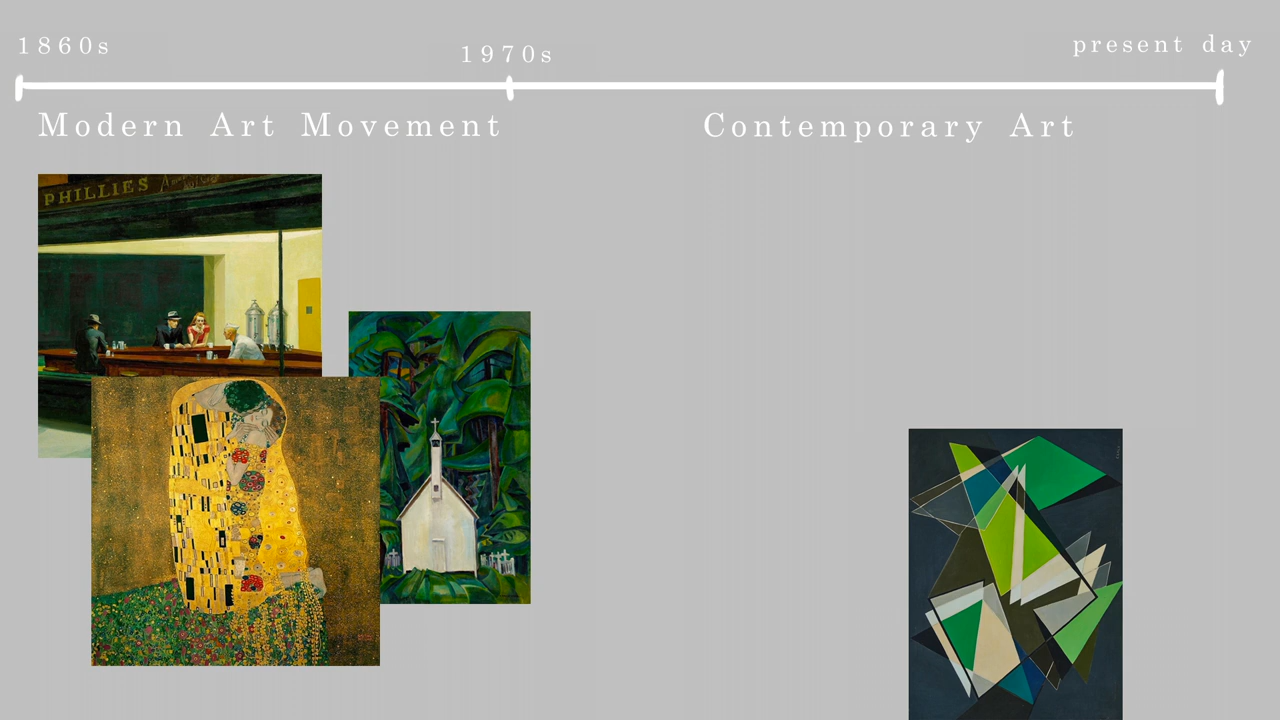 1860s
1970s
present day
Modern Art Movement
Contemporary Art
PHILLIES